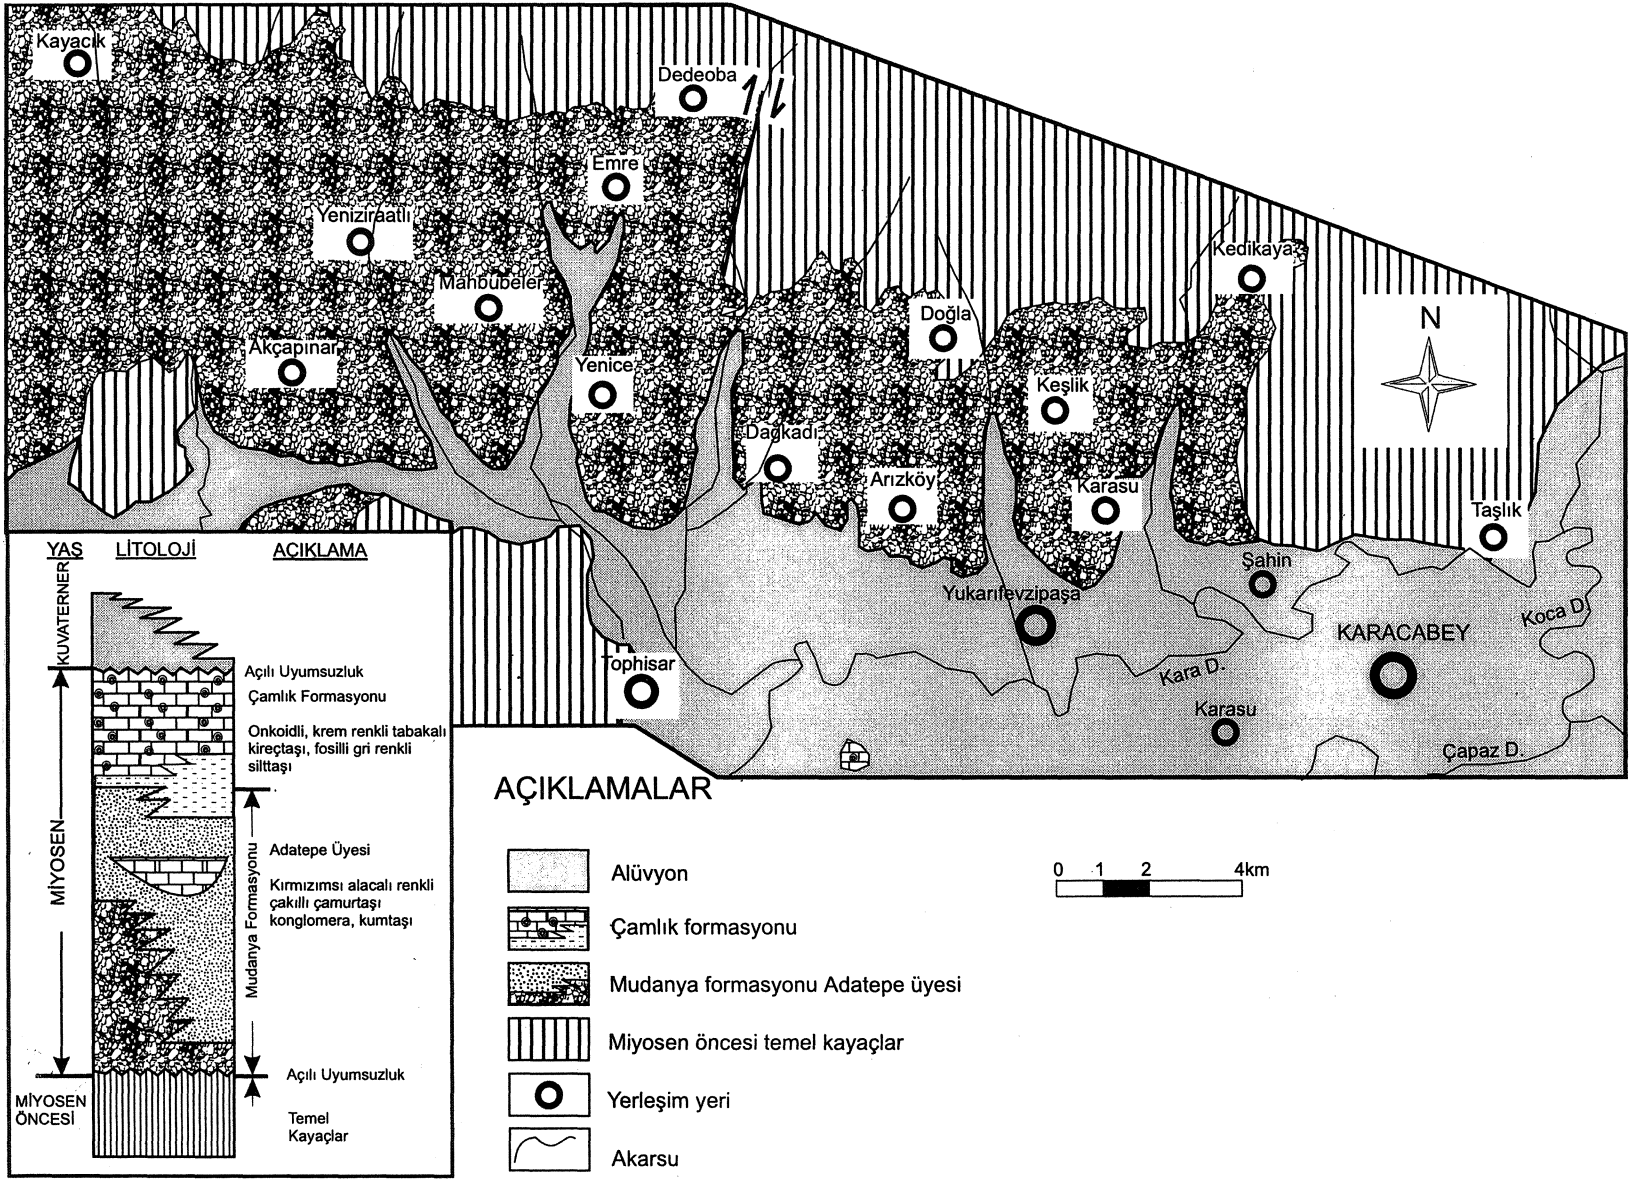 Kayacık
Dedeoba
Emre
Yeniziraatlı
Kedikaya
Mahbubeler
Doğla
N
Akçapınar
Yenice
Keşlik
Dağkadı
Arızköy
Karasu
Taşlık
Şahin
Yukarıfevzipaşa
Koca D.
KARACABEY
Tophisar
Kara D.
Karasu
Çapaz D.
YAŞ LİTOLOJİ AÇIKLAMA
KUVATERNER
Açılı Uyumsuzluk
Çamlık Formasyonu
Onkoidli, krem renkli tabakalı
kireçtaşı, fosilli gri renkli
silttaşı
MİYOSEN
Mudanya Formasyonu
Adatepe Üyesi
Kırmızımsı alacalı renkli
çakıllı çamurtaşı
konglomera, kumtaşı
Açılı Uyumsuzluk
MİYOSEN
ÖNCESİ
Temel
Kayaçlar
AÇIKLAMALAR
Alüvyon
Çamlık formasyonu
Mudanya formasyonu Adatepe üyesi
Miyosen öncesi temel kayaçlar
Yerleşim yeri
Akarsu
0 1 2 4km